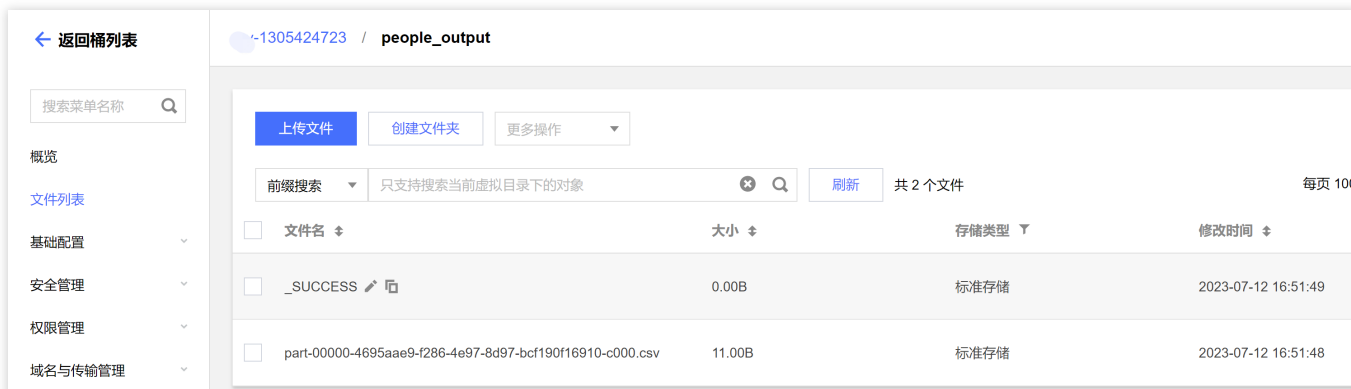 返回桶列表
-1305424723 / people_output
搜索菜单名称
概览
文件列表
基础配置
安全管理
权限管理
域名与传输管理
上传文件 创建文件夹 更多操作
前缀搜索 只支持搜索当前虚拟目录下的对象 刷新 共 2 个文件 每页 100
文件名 大小 存储类型 修改时间
_SUCCESS 0.00B 标准存储 2023-07-12 16:51:49
part-00000-4695aae9-f286-4e97-8d97-bcf190f16910-c000.csv 11.00B 标准存储 2023-07-12 16:51:48